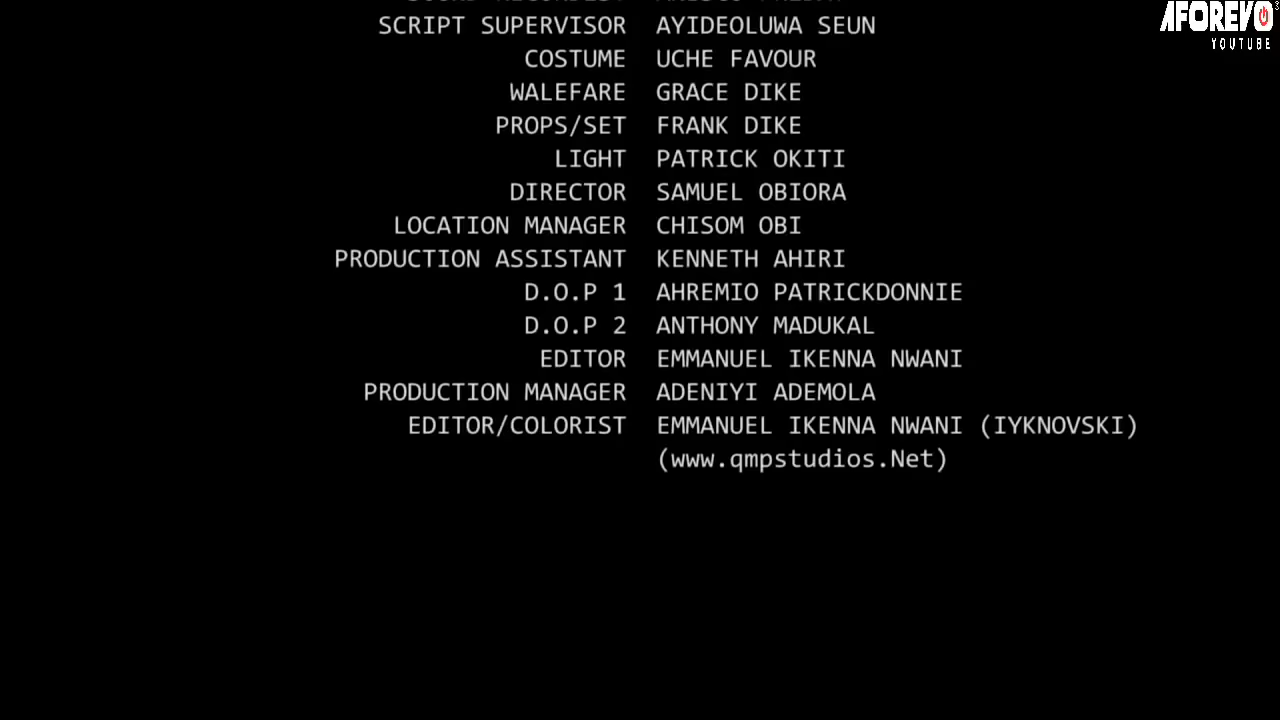 AFOREVO
YOUTUBE
SCRIPT SUPERVISOR AYIDEOLUWA SEUN
COSTUME UCHE FAVOUR
WALEFARE GRACE DIKE
PROPS/SET FRANK DIKE
LIGHT PATRICK OKITI
DIRECTOR SAMUEL OBIORA
LOCATION MANAGER CHISOM OBI
PRODUCTION ASSISTANT KENNETH AHIRI
D.O.P 1 AHREMIO PATRICKDONNIE
D.O.P 2 ANTHONY MADUKAL
EDITOR EMMANUEL IKENNA NWANI
PRODUCTION MANAGER ADENIYI ADEMOLA
EDITOR/COLORIST EMMANUEL IKENNA NWANI (IYKNOVSKI)
(www.qmpstudios.Net)